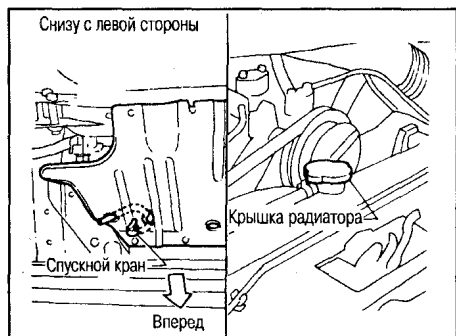 Снизу с левой стороны
Крышка радиатора
Спускной кран
Вперед